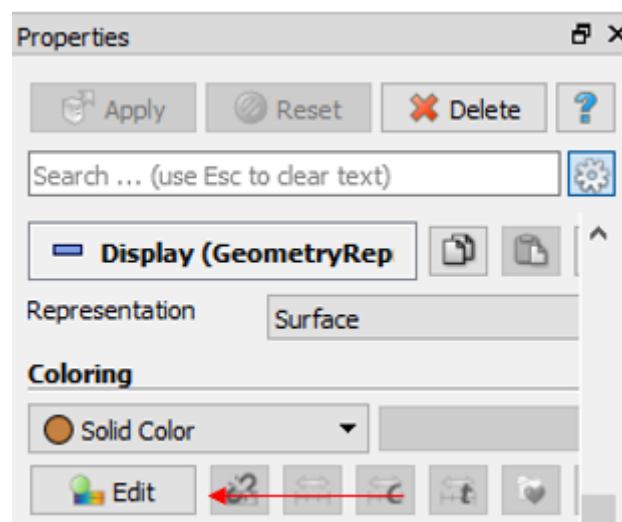 Properties
Apply Reset Delete ?
Search ... (use Esc to clear text)
Display (GeometryRep
Representation Surface
Coloring
Solid Color
Edit c t